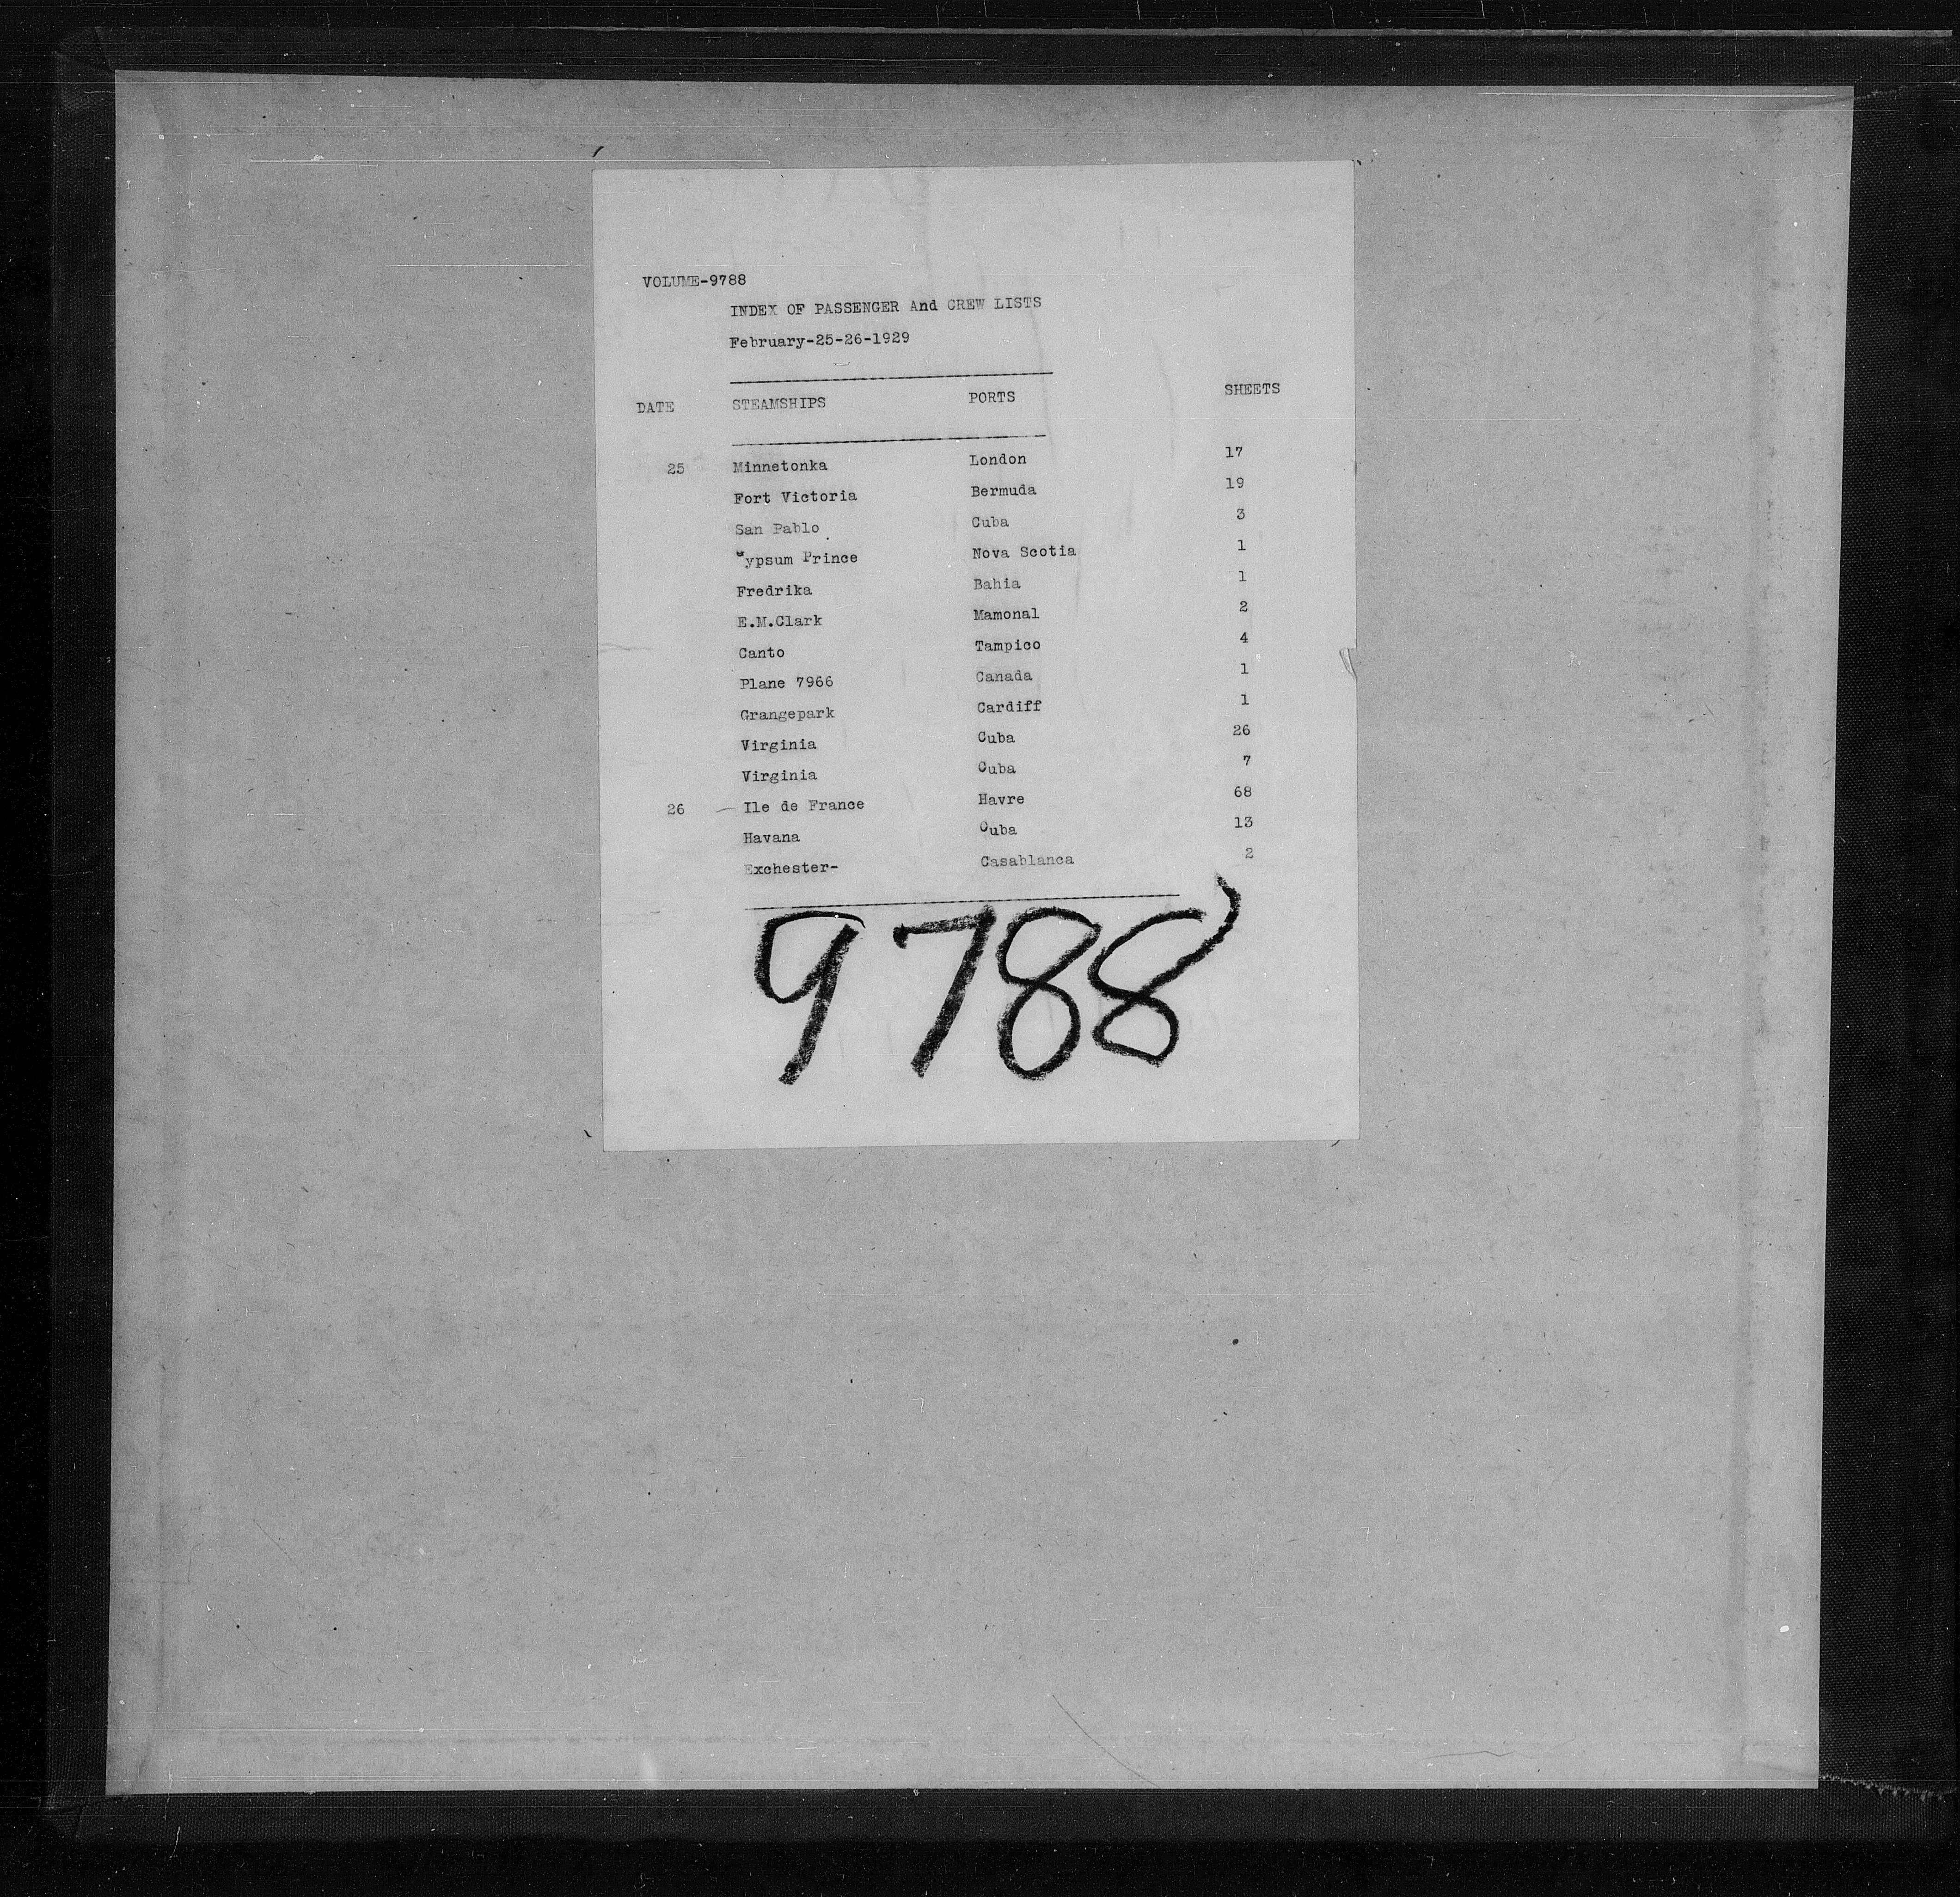 VOLUME-9788
INDEX OF PASSENGER And CREW LISTS
February-25-26-1929
DATE STEAMSHIPS PORTS SHEETS
25 Minnetonka London 17
Fort Victoria Bermuda 19
San Pablo Cuba 3
Gypsum Prince Nova Scotia 1
Fredrika Bahia 1
E.M.Clark Mamonal 2
Canto Tampico 4
Plane 7966 Canada 1
Grangepark Cardiff 1
Virginia Cuba 26
Virginia Cuba 7
26 Ile de France Havre 68
Havana Cuba 13
Exchester- Casablanca 2
9788